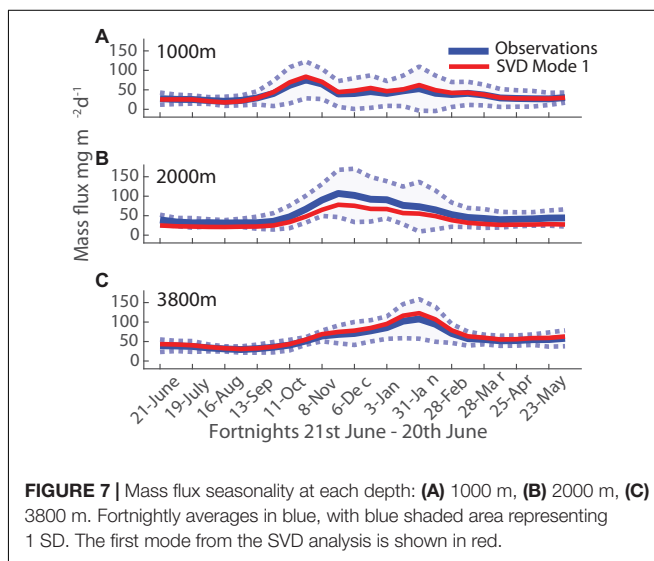 A
1000m
Observations
SVD Mode 1
150
100
50
0
Mass flux mg m -2d-1
B
2000m
150
100
50
0
C
3800m
150
100
50
0
21-June
19-July
16-Aug
13-Sep
11-Oct
8-Nov
6-De c
3-Jan
31-Ja n
28-Feb
28-Ma r
25-Apr
23-May
Fortnights 21st June - 20th June
FIGURE 7 | Mass flux seasonality at each depth: (A) 1000 m, (B) 2000 m, (C)
3800 m. Fortnightly averages in blue, with blue shaded area representing
1 SD. The first mode from the SVD analysis is shown in red.